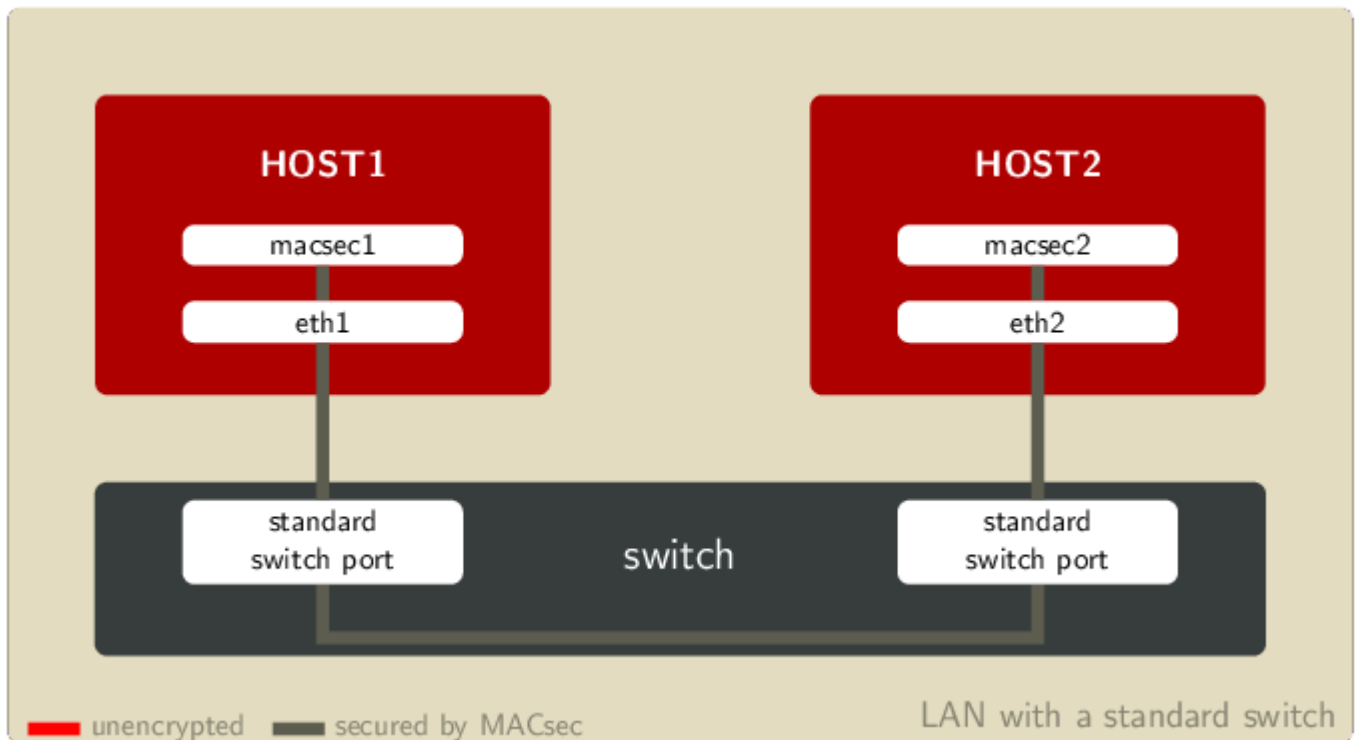 HOST1
HOST2
macsec1
macsec2
eth1
eth2
standard
switch port
switch
standard
switch port
unencrypted
secured by MACsec
LAN with a standard switch